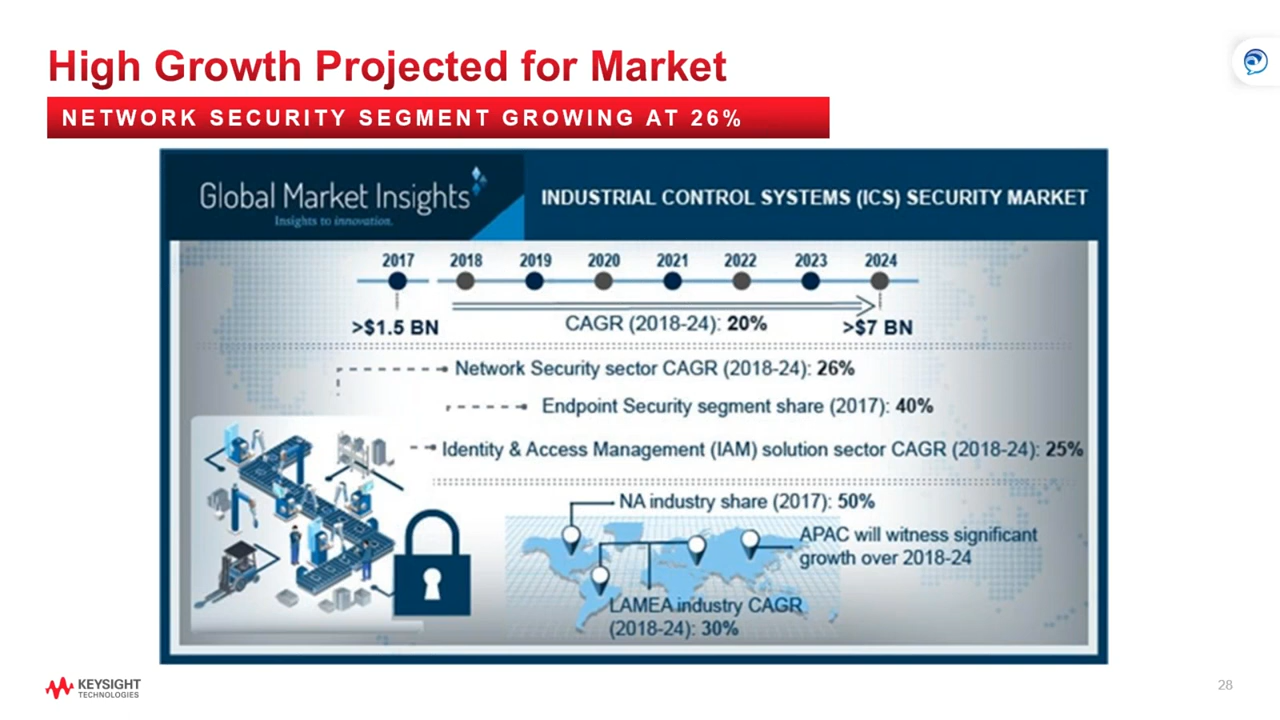 High Growth Projected for Market
NETWORK SECURITY SEGMENT GROWING AT 26%
Global Market Insights
Insights to innovation.
INDUSTRIAL CONTROL SYSTEMS (ICS) SECURITY MARKET
2017 2018 2019 2020 2021 2022 2023 2024
>$1.5 BN
CAGR (2018-24): 20%
>$7 BN
Network Security sector CAGR (2018-24): 26%
Endpoint Security segment share (2017): 40%
Identity & Access Management (IAM) solution sector CAGR (2018-24): 25%
NA industry share (2017): 50%
APAC will witness significant
growth over 2018-24
LAMEA industry CAGR
(2018-24): 30%
KEYSIGHT
TECHNOLOGIES
28